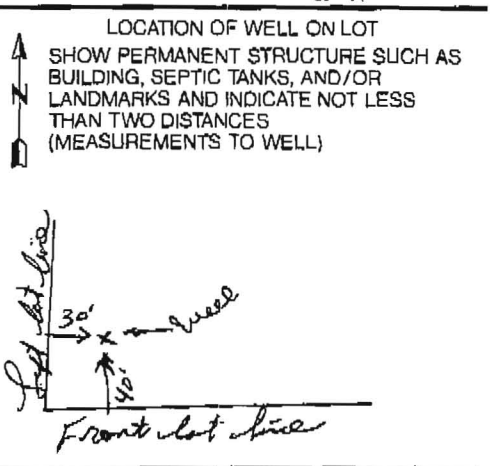 LOCATION OF WELL ON LOT
SHOW PERMANENT STRUCTURE SUCH AS
BUILDING, SEPTIC TANKS, AND/OR
N
LANDMARKS AND INDICATE NOT LESS
THAN TWO DISTANCES
(MEASUREMENTS TO WELL)
Left lot line
30'
x
well
40'
Front lot line